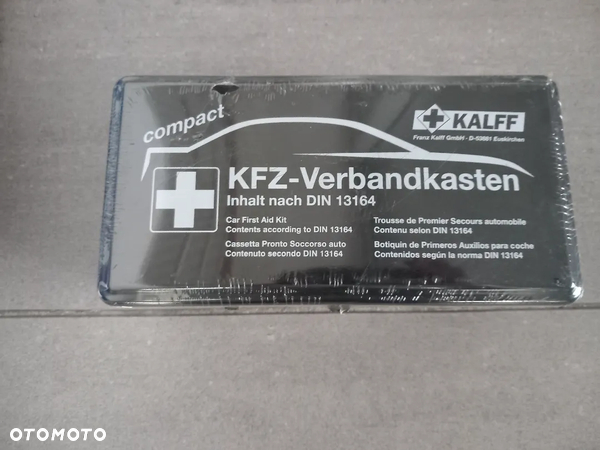 compact
KALFF
Franz Kalff GmbH - D-53881 Euskirchen
KFZ-Verbandkasten
Inhalt nach DIN 13164
Car First Aid Kit
Contents according to DIN 13164
Trousse de Premier Secours automobile
Contenu selon DIN 13164
Cassetta Pronto Soccorso auto
Contenuto secondo DIN 13164
Botiquin de Primeros Auxilios para coche
Contenidos según la norma DIN 13164
OTOMOTO